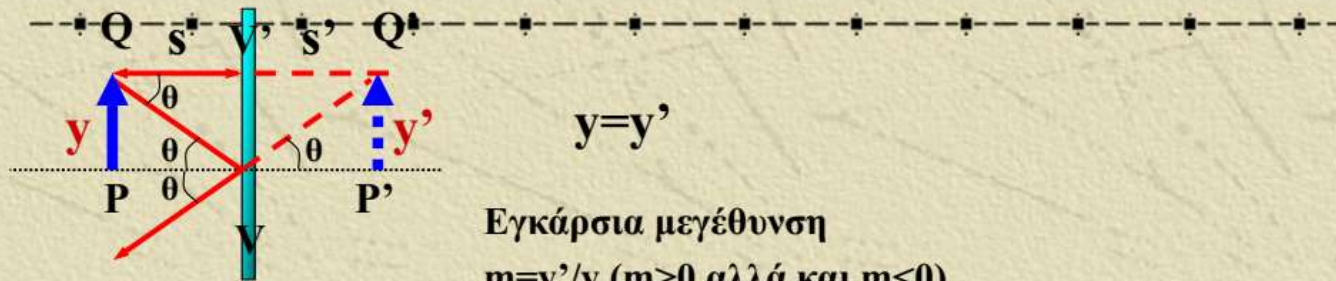 Q s V’ s’ Q’
θ
y θ θ y’
y=y’
P θ P’
V
Εγκάρσια μεγέθυνση
m=y’/y (m>0 αλλά και m<0)